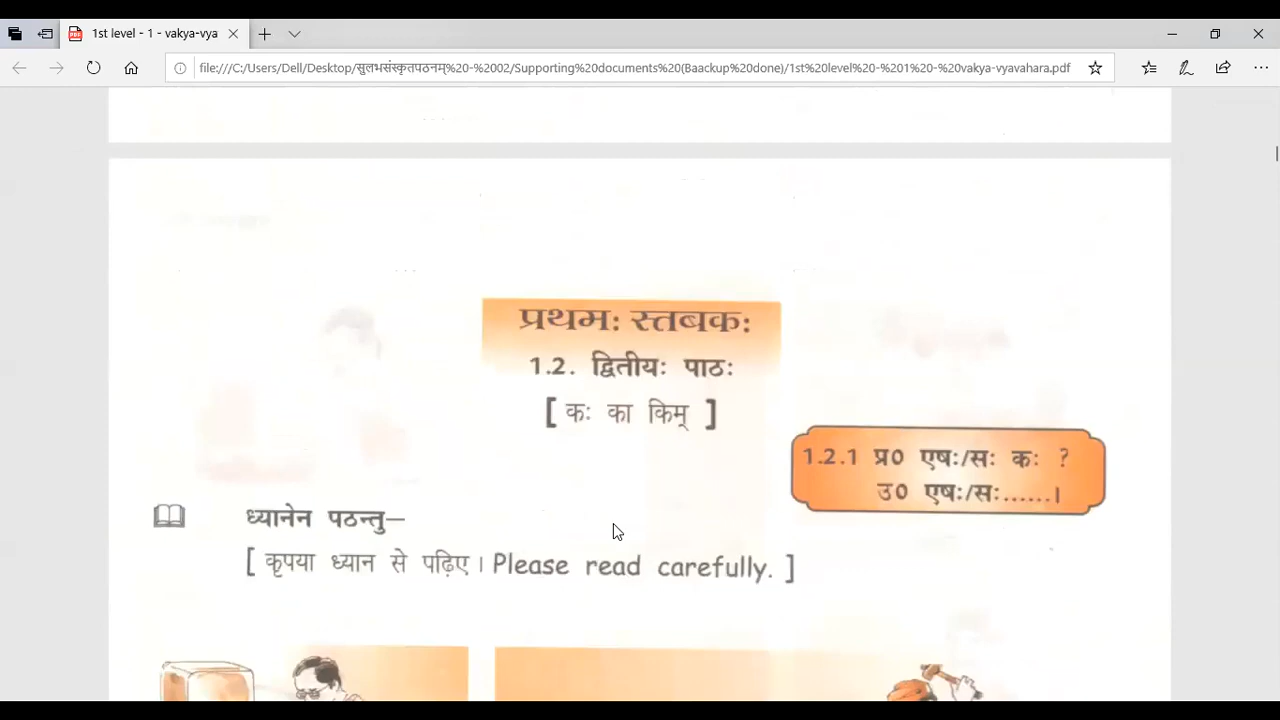 1st level - 1 - vakya-vya
file:///C:/Users/Dell/Desktop/सुलभसंस्कृतपठनम्%20-%2002/Supporting%20documents%20(Baackup%20done)/1st%20level%20-%201%20-%20vakya-vyavahara.pdf
प्रथमः स्तबकः
1.2. द्वितीयः पाठः
[ कः का किम् ]
1.2.1 प्र० एषः/सः कः ?
उ० एषः/सः......।
ध्यानेन पठन्तु–
[ कृपया ध्यान से पढ़िए । Please read carefully. ]